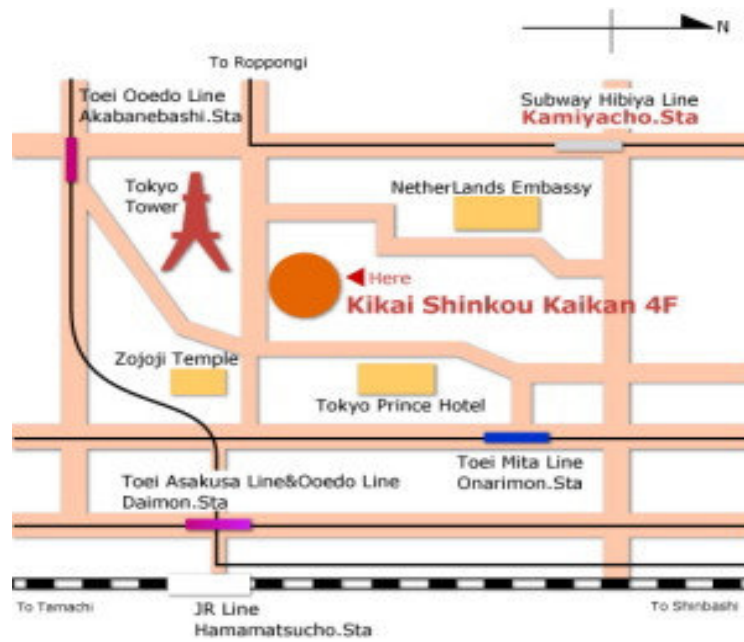 N
To Roppongi
Toei Ooedo Line
Akabanebashi.Sta
Subway Hibiya Line
Kamiyacho.Sta
Tokyo
Tower
NetherLands Embassy
Here
Kikai Shinkou Kaikan 4F
Zojoji Temple
Tokyo Prince Hotel
Toei Asakusa Line&Ooedo Line
Daimon.Sta
Toei Mita Line
Onarimon.Sta
To Tamachi
JR Line
Hamamatsucho.Sta
To Shinbashi